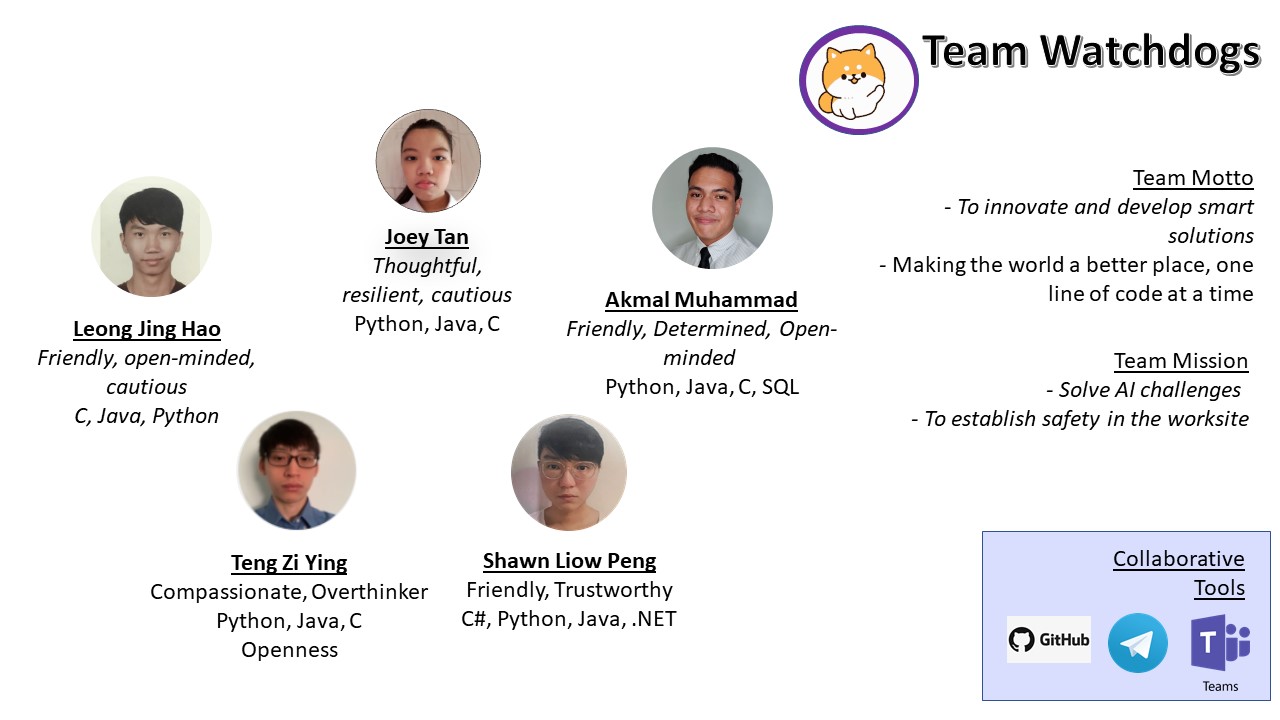 Team Watchdogs
Joey Tan
Thoughtful,
resilient, cautious
Python, Java, C
Leong Jing Hao
Friendly, open-minded,
cautious
C, Java, Python
Akmal Muhammad
Friendly, Determined, Open-
minded
Python, Java, C, SQL
Teng Zi Ying
Compassionate, Overthinker
Python, Java, C
Openness
Shawn Liow Peng
Friendly, Trustworthy
C#, Python, Java, .NET
Team Motto
- To innovate and develop smart
solutions
- Making the world a better place, one
line of code at a time
Team Mission
- Solve AI challenges
- To establish safety in the worksite
Collaborative
Tools
GitHub
T
Teams